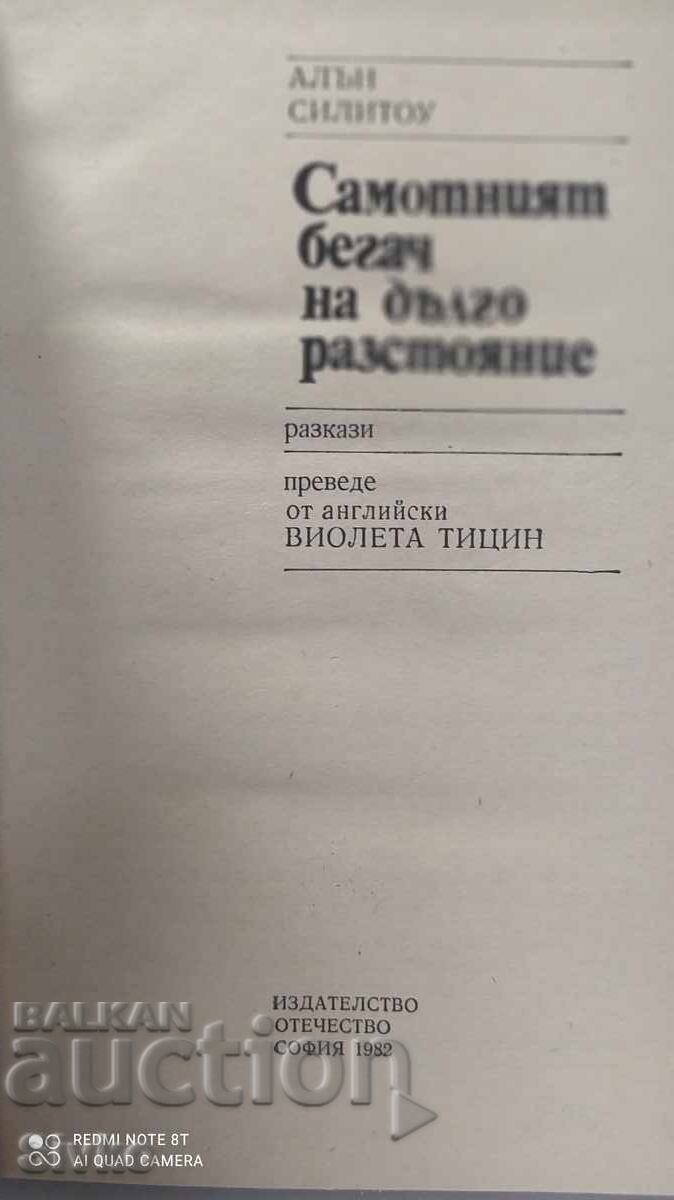 АЛЪН
СИЛИТОУ
Самотният
бегач
на дълго
разстояние
разкази
преведе
от английски
ВИОЛЕТА ТИЦИН
ИЗДАТЕЛСТВО
ОТЕЧЕСТВО
СОФИЯ 1982
BALKAN
auction
REDMI NOTE 8T
AI QUAD CAMERA